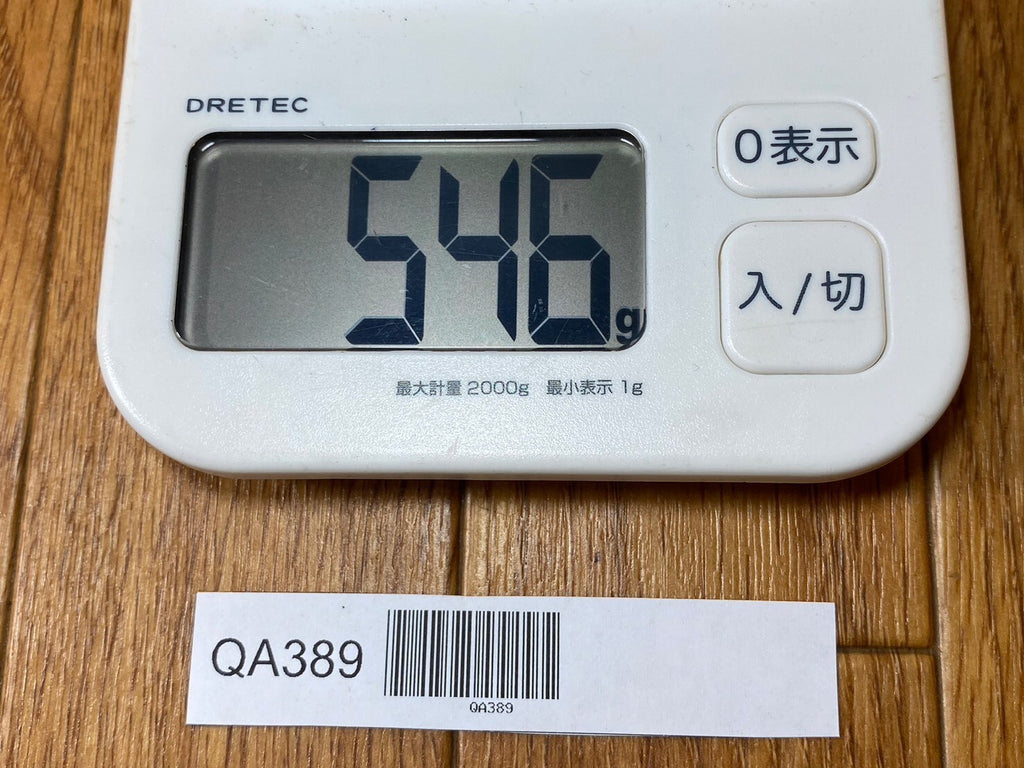 DRETEC
546g
0表示
入/切
最大計量 2000g 最小表示 1g
QA389
QA389